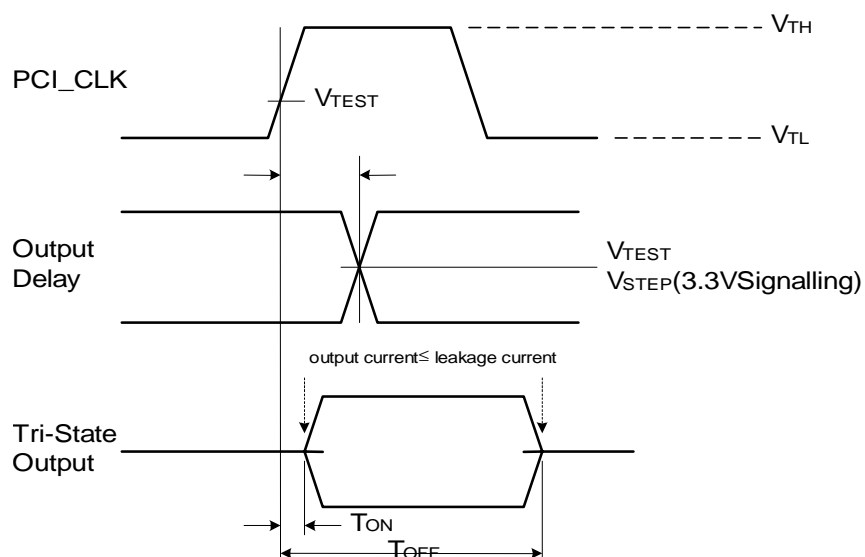 VTH
PCI_CLK
VTEST
VTL
Output
Delay
VTEST
VSTEP(3.3VSignalling)
output current≤ leakage current
Tri-State
Output
TON
TOFF